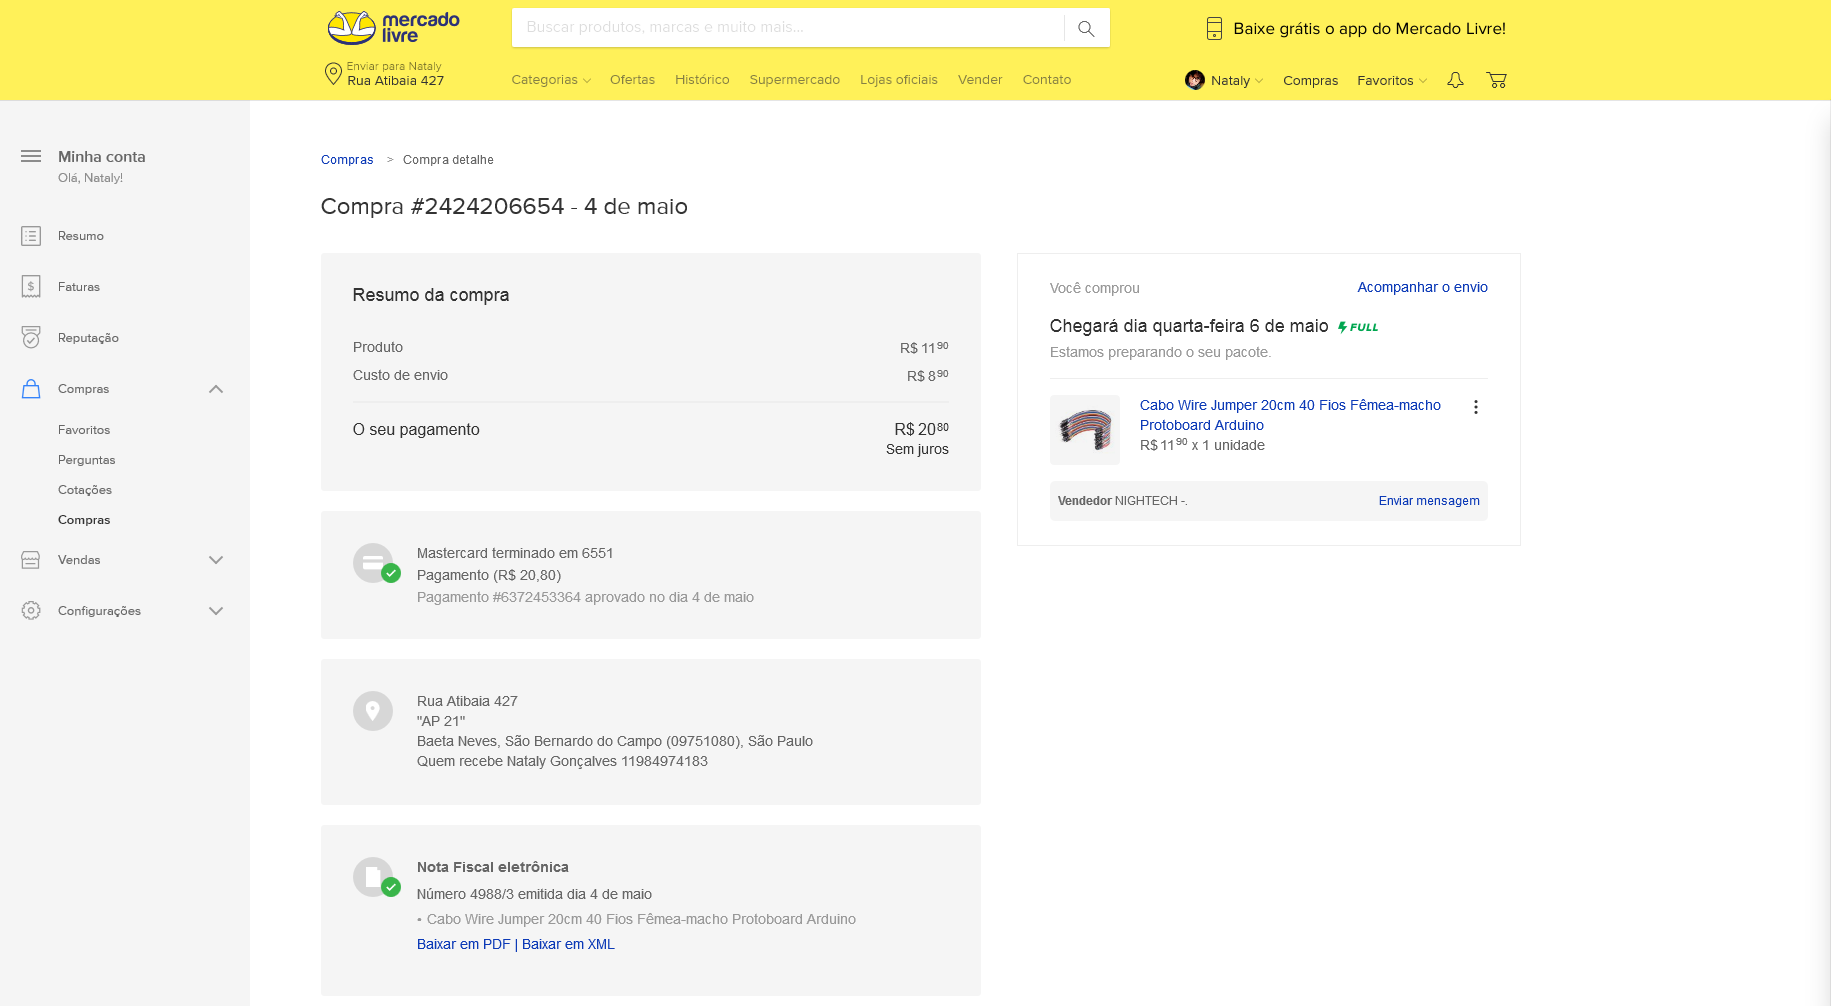 mercado
livre
Buscar produtos, marcas e muito mais...
Baixe grátis o app do Mercado Livre!
Enviar para Nataly
Rua Atibaia 427
Categorias Ofertas Histórico Supermercado Lojas oficiais Vender Contato
Nataly Compras Favoritos
Minha conta
Olá, Nataly!
Resumo
Faturas
Reputação
Compras
Favoritos
Perguntas
Cotações
Compras
Vendas
Configurações
Compras > Compra detalhe
Compra #2424206654 - 4 de maio
Resumo da compra
Produto R$ 11 90
Custo de envio R$ 8 90
O seu pagamento R$ 20 80
Sem juros
Mastercard terminado em 6551
Pagamento (R$ 20,80)
Pagamento #6372453364 aprovado no dia 4 de maio
Rua Atibaia 427
"AP 21"
Baeta Neves, São Bernardo do Campo (09751080), São Paulo
Quem recebe Nataly Gonçalves 11984974183
Nota Fiscal eletrônica
Número 4988/3 emitida dia 4 de maio
• Cabo Wire Jumper 20cm 40 Fios Fêmea-macho Protoboard Arduino
Baixar em PDF | Baixar em XML
Você comprou Acompanhar o envio
Chegará dia quarta-feira 6 de maio FULL
Estamos preparando o seu pacote.
Cabo Wire Jumper 20cm 40 Fios Fêmea-macho
Protoboard Arduino
R$ 11 90 x 1 unidade
Vendedor NIGHTECH -. Enviar mensagem